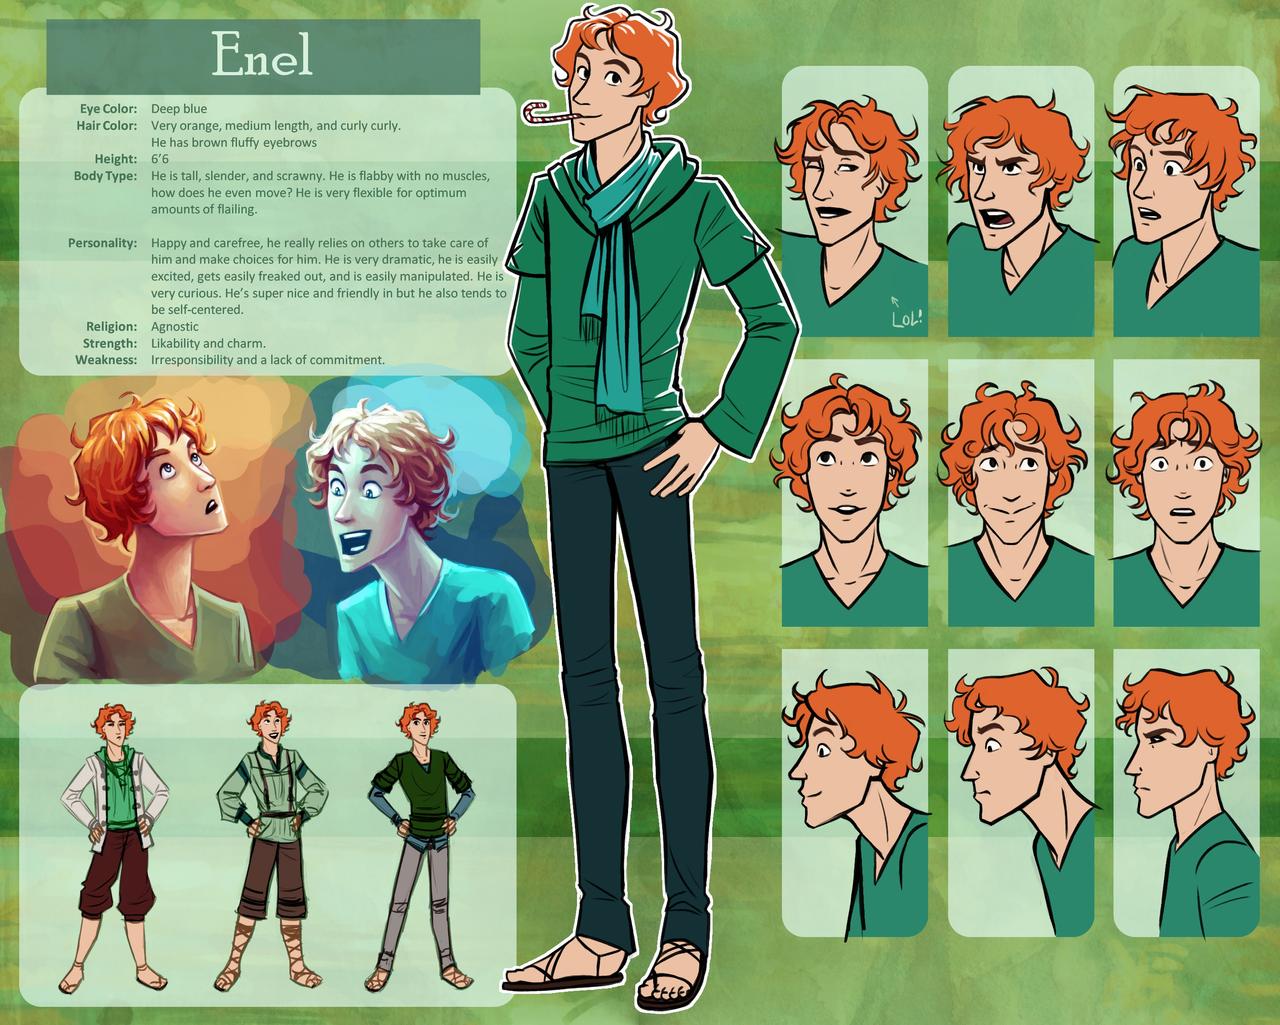 Enel
Eye Color: Deep blue
Hair Color: Very orange, medium length, and curly curly.
He has brown fluffy eyebrows
Height: 6'6
Body Type: He is tall, slender, and scrawny. He is flabby with no muscles,
how does he even move? He is very flexible for optimum
amounts of flailing.
Personality: Happy and carefree, he really relies on others to take care of
him and make choices for him. He is very dramatic, he is easily
excited, gets easily freaked out, and is easily manipulated. He is
very curious. He's super nice and friendly in but he also tends to
be self-centered.
Religion: Agnostic
Strength: Likability and charm.
Weakness: Irresponsibility and a lack of commitment.
LOL!